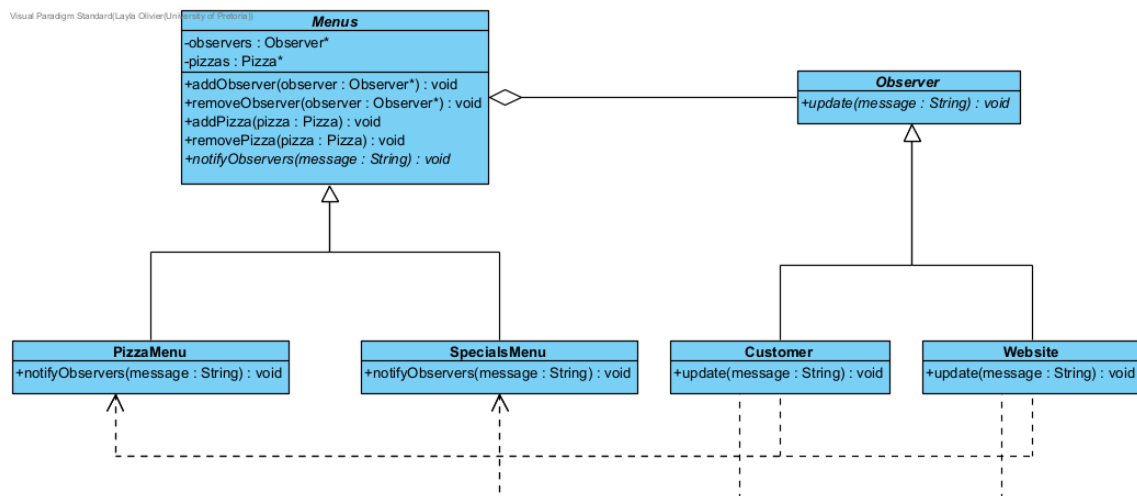 Visual Paradigm Standard(Layla Olivier(University of Pretoria))
Menus
-observers : Observer*
-pizzas : Pizza*
+addObserver(observer : Observer*) : void
+removeObserver(observer : Observer*) : void
+addPizza(pizza : Pizza) : void
+removePizza(pizza : Pizza) : void
+notifyObservers(message : String) : void
Observer
+update(message : String) : void
PizzaMenu
+notifyObservers(message : String) : void
SpecialsMenu
+notifyObservers(message : String) : void
Customer
+update(message : String) : void
Website
+update(message : String) : void